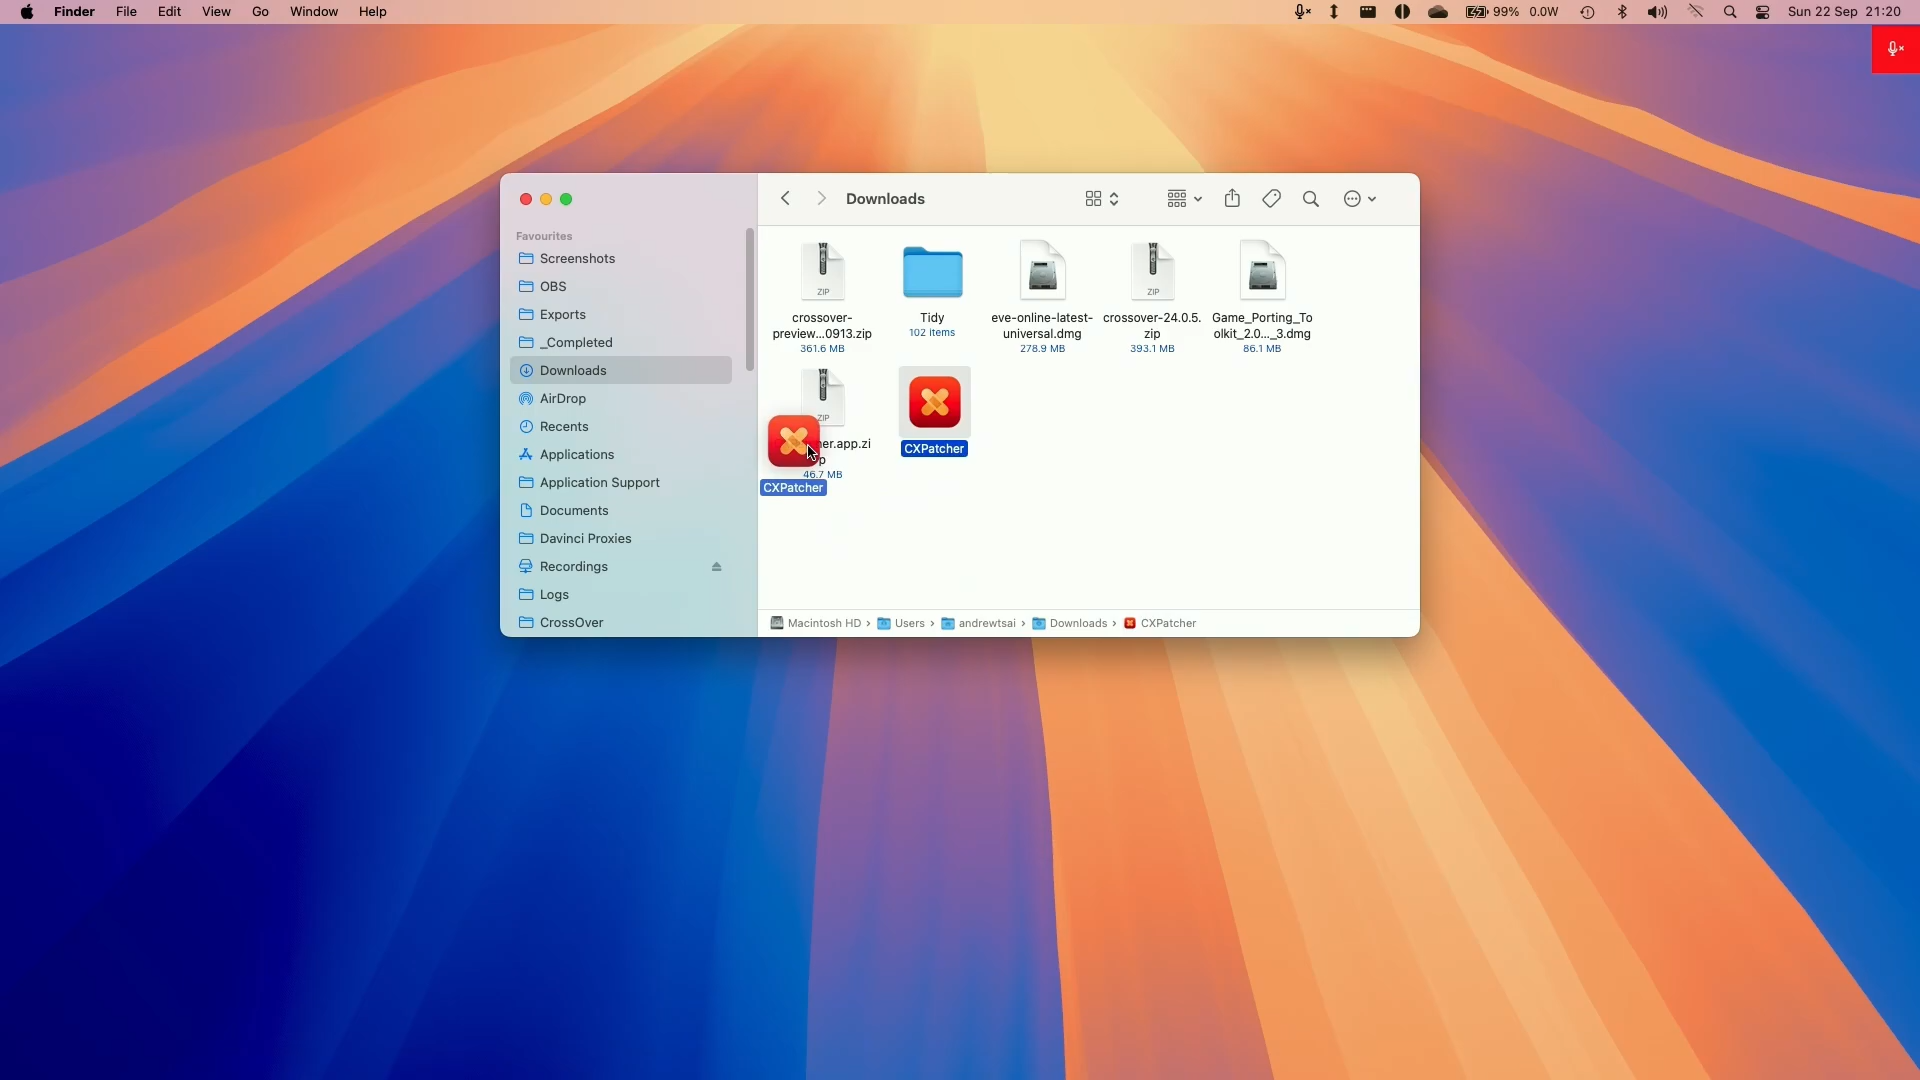 Finder File Edit View Go Window Help 99% 0.0W Sun 22 Sep 21:20
Downloads
Favourites
Screenshots
OBS
Exports
_Completed
Downloads
AirDrop
Recents
Applications
Application Support
Documents
Davinci Proxies
Recordings
Logs
CrossOver
ZIP
crossover-
preview...0913.zip
361.6 MB
Tidy
102 items
eve-online-latest-
universal.dmg
278.9 MB
ZIP
crossover-24.0.5.
zip
393.1 MB
Game_Porting_To
olkit_2.0..._3.dmg
86.1 MB
ZIP
her.app.zi
p
46.7 MB
CXPatcher
CXPatcher
Macintosh HD › Users › andrewtsai › Downloads › CXPatcher